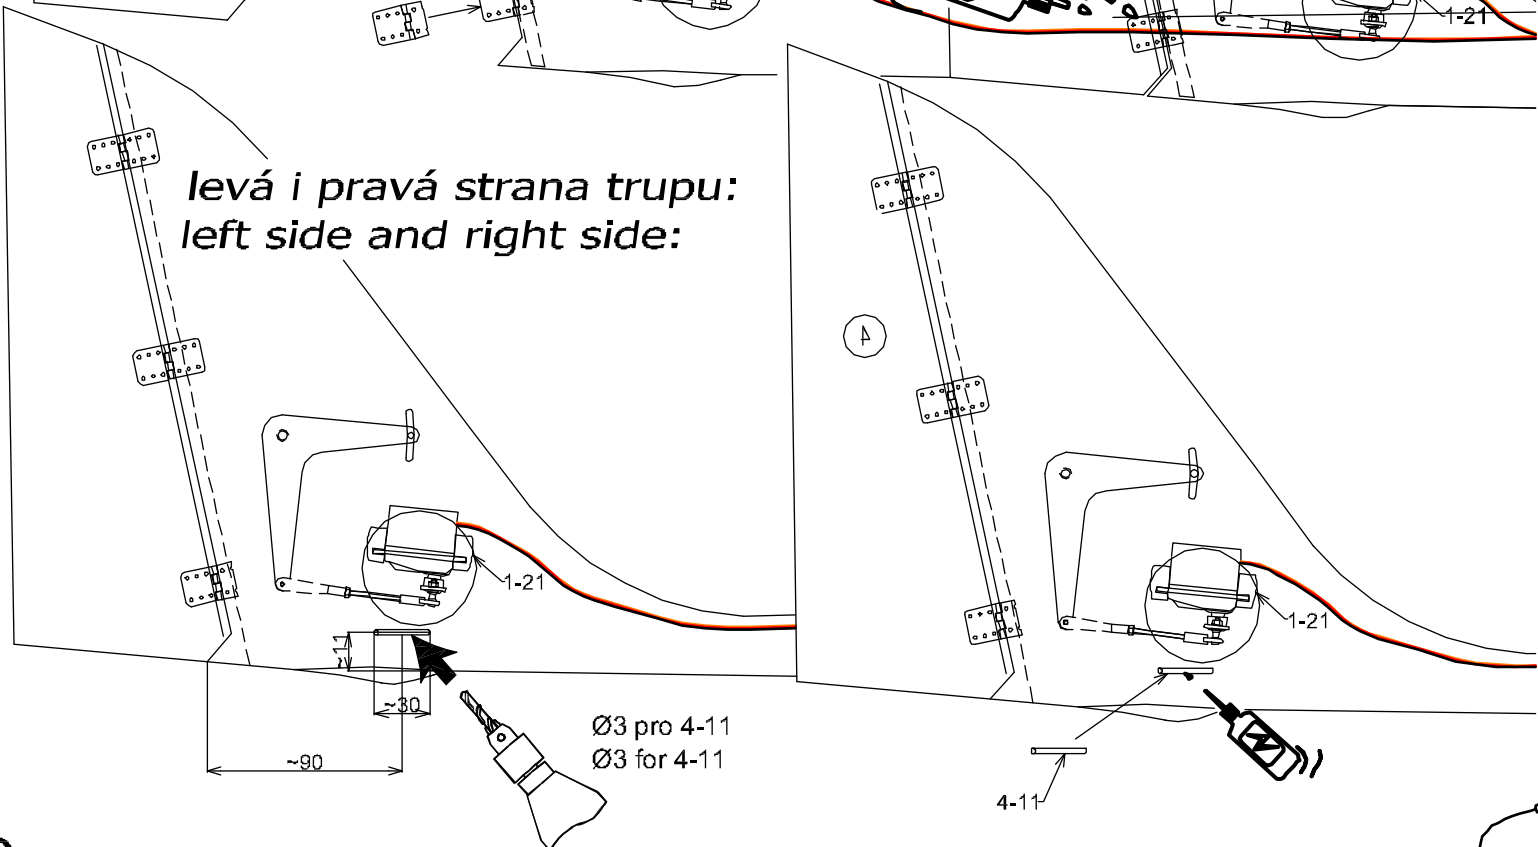 1-21
levá i pravá strana trupu:
left side and right side:
4
1-21
1-21
~11
~30
~90
Ø3 pro 4-11
Ø3 for 4-11
4-11